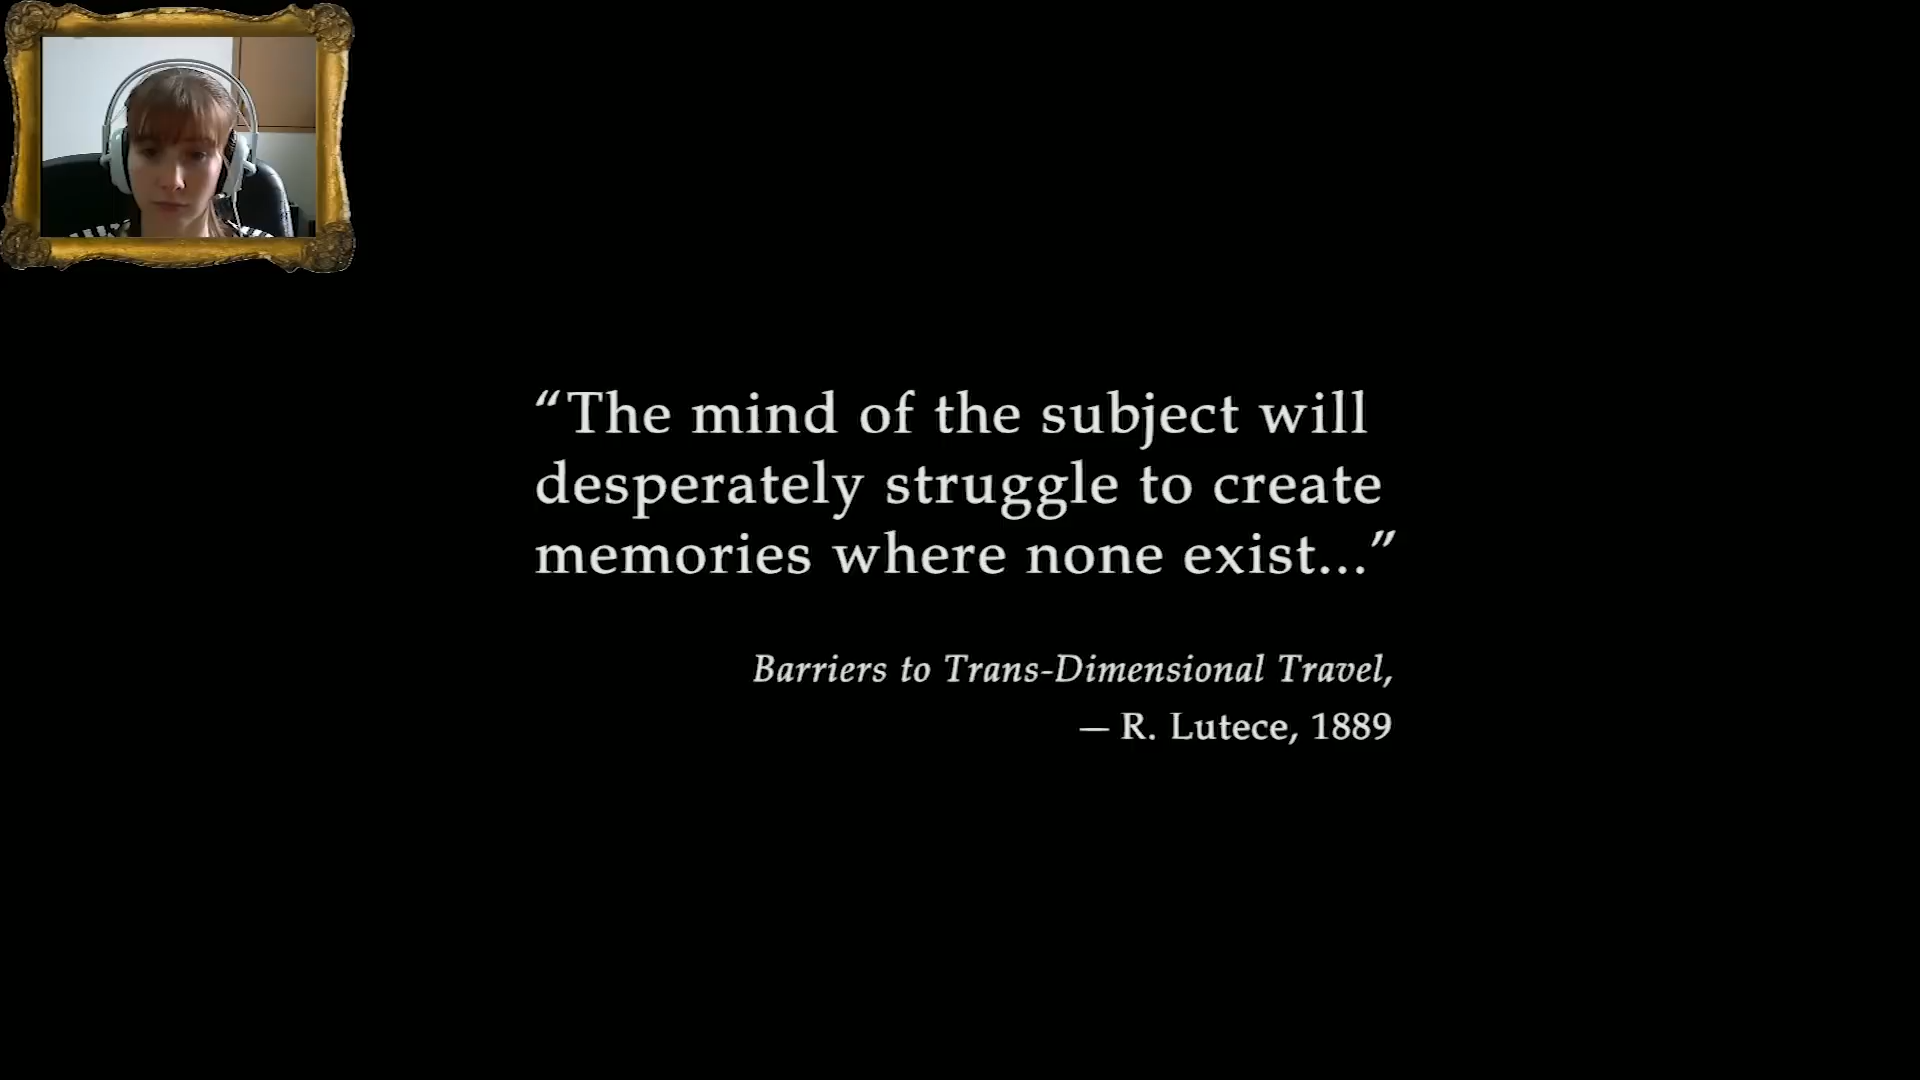 “The mind of the subject will
desperately struggle to create
memories where none exist...”
Barriers to Trans-Dimensional Travel,
— R. Lutece, 1889